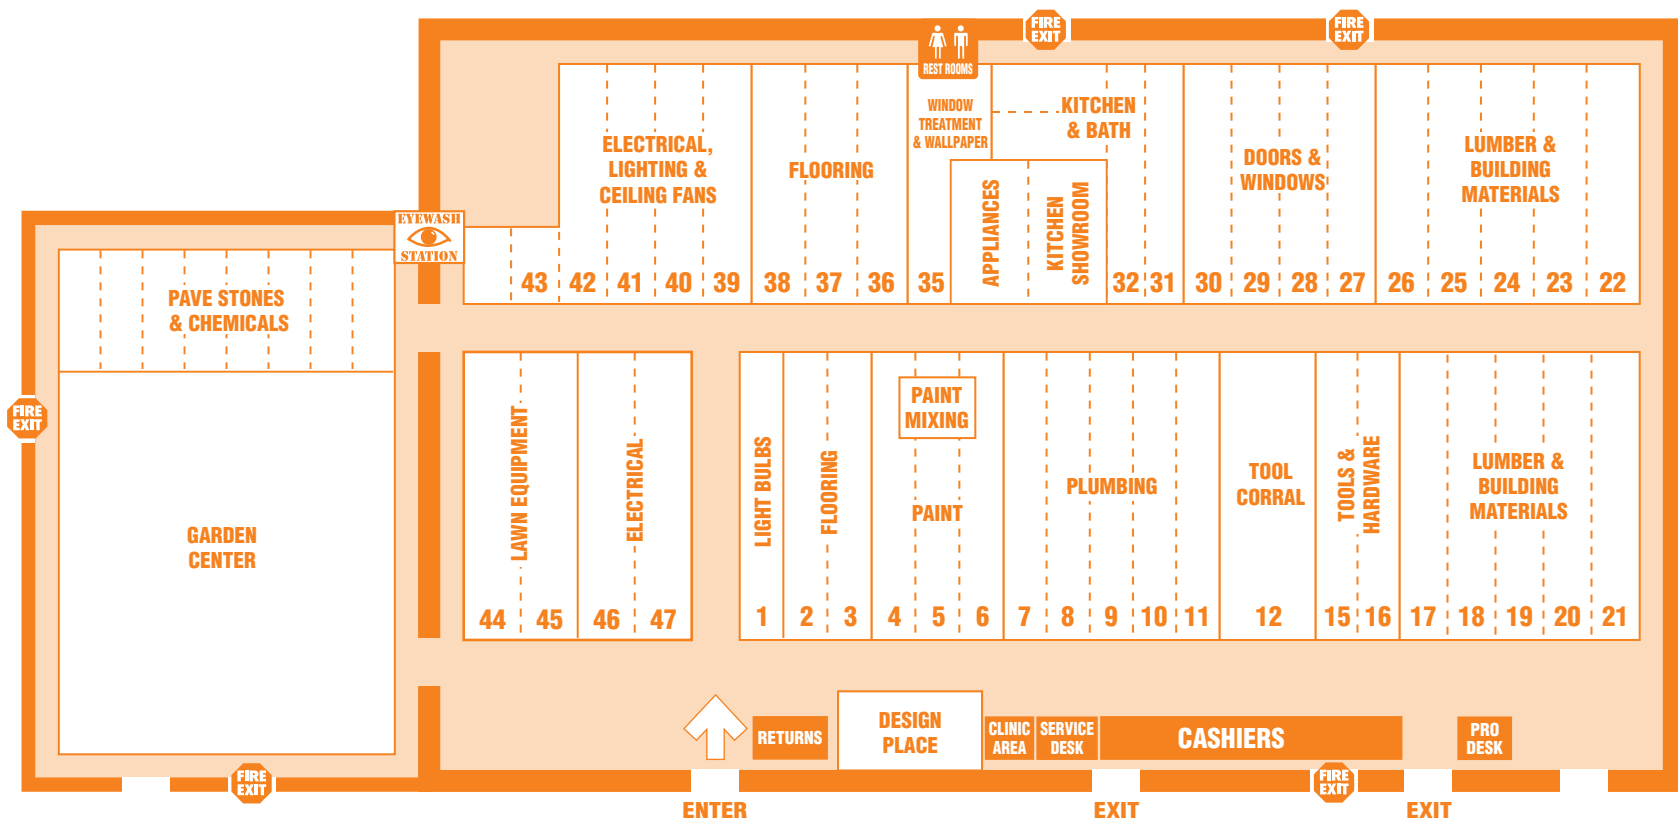 FIRE
EXIT
FIRE
EXIT
REST ROOMS
ELECTRICAL,
LIGHTING &
CEILING FANS
FLOORING
WINDOW
TREATMENT
& WALLPAPER
KITCHEN
& BATH
APPLIANCES
KITCHEN
SHOWROOM
DOORS &
WINDOWS
LUMBER &
BUILDING
MATERIALS
43 42 41 40 39 38 37 36 35 32 31 30 29 28 27 26 25 24 23 22
EYEWASH
STATION
PAVE STONES
& CHEMICALS
FIRE
EXIT
GARDEN
CENTER
LAWN EQUIPMENT
ELECTRICAL
LIGHT BULBS
FLOORING
PAINT
MIXING
PAINT
PLUMBING
TOOL
CORRAL
TOOLS &
HARDWARE
LUMBER &
BUILDING
MATERIALS
44 45 46 47 1 2 3 4 5 6 7 8 9 10 11 12 15 16 17 18 19 20 21
RETURNS
DESIGN
PLACE
CLINIC
AREA
SERVICE
DESK
CASHIERS
PRO
DESK
FIRE
EXIT
FIRE
EXIT
ENTER
EXIT
EXIT